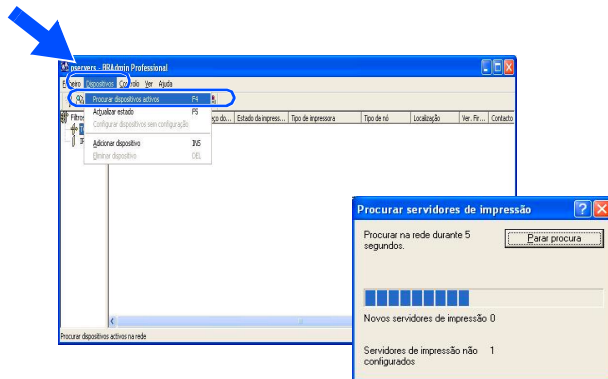 pservers - BRAdmin Professional
Dispositivos Controlo Ver Ajuda
Procurar dispositivos activos F4
Actualizar estado F5
Configurar dispositivos sem configuração
Adicionar dispositivo INS
Eliminar dispositivo DEL
Filtros
Estado da impress... Tipo de impressora Tipo de nó Localização Ver. Fir... Contacto
Procurar dispositivos activos na rede
Procurar servidores de impressão
Procurar na rede durante 5 segundos.
Parar procura
Novos servidores de impressão 0
Servidores de impressão não 1
configurados